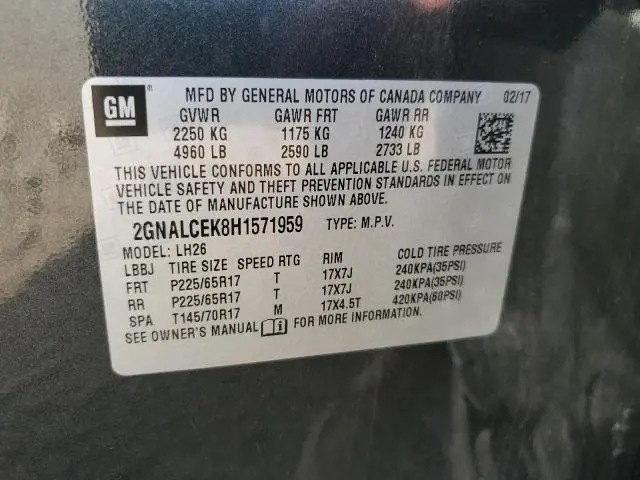 GM
MFD BY GENERAL MOTORS OF CANADA COMPANY 02/17
GVWR GAWR FRT GAWR RR
2250 KG 1175 KG 1240 KG
4960 LB 2590 LB 2733 LB
THIS VEHICLE CONFORMS TO ALL APPLICABLE U.S. FEDERAL MOTOR
VEHICLE SAFETY AND THEFT PREVENTION STANDARDS IN EFFECT ON
THE DATE OF MANUFACTURE SHOWN ABOVE.
2GNALCEK8H1571959 TYPE: M.P.V.
MODEL: LH26
LBBJ TIRE SIZE SPEED RTG RIM COLD TIRE PRESSURE
FRT P225/65R17 T 17X7J 240KPA(35PSI)
RR P225/65R17 T 17X7J 240KPA(35PSI)
SPA T145/70R17 M 17X4.5T 420KPA(60PSI)
SEE OWNER'S MANUAL FOR MORE INFORMATION.